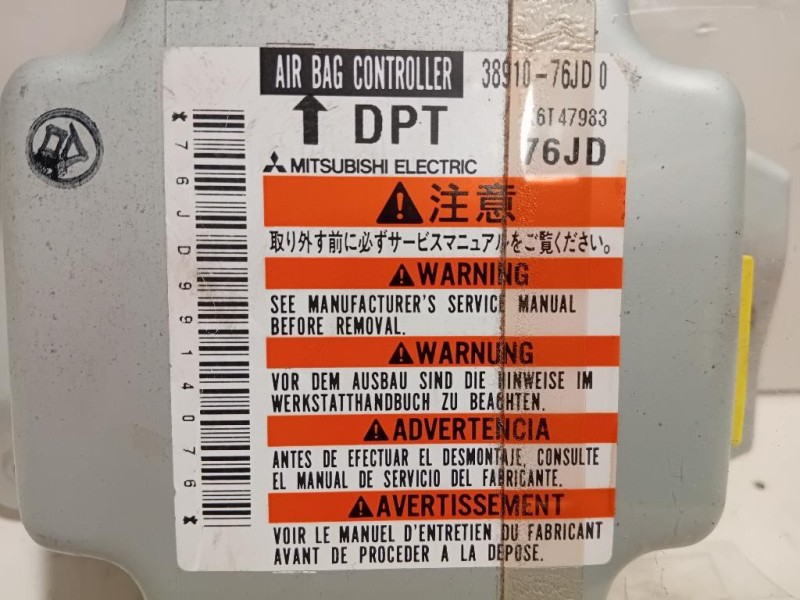 AIR BAG CONTROLLER 38910-76JD0
DPT 6T47983
76JD
MITSUBISHI ELECTRIC
注意
取り外す前に必ずサービスマニュアルをご覧ください。
WARNING
SEE MANUFACTURER'S SERVICE MANUAL
BEFORE REMOVAL.
WARNUNG
VOR DEM AUSBAU SIND DIE HINWEISE IM
WERKSTATTHANDBUCH ZU BEACHTEN.
ADVERTENCIA
ANTES DE EFECTUAR EL DESMONTAJE, CONSULTE
EL MANUAL DE SERVICIO DEL FABRICANTE.
AVERTISSEMENT
VOIR LE MANUEL D'ENTRETIEN DU FABRICANT
AVANT DE PROCEDER A LA DEPOSE.
*76JD9914076*